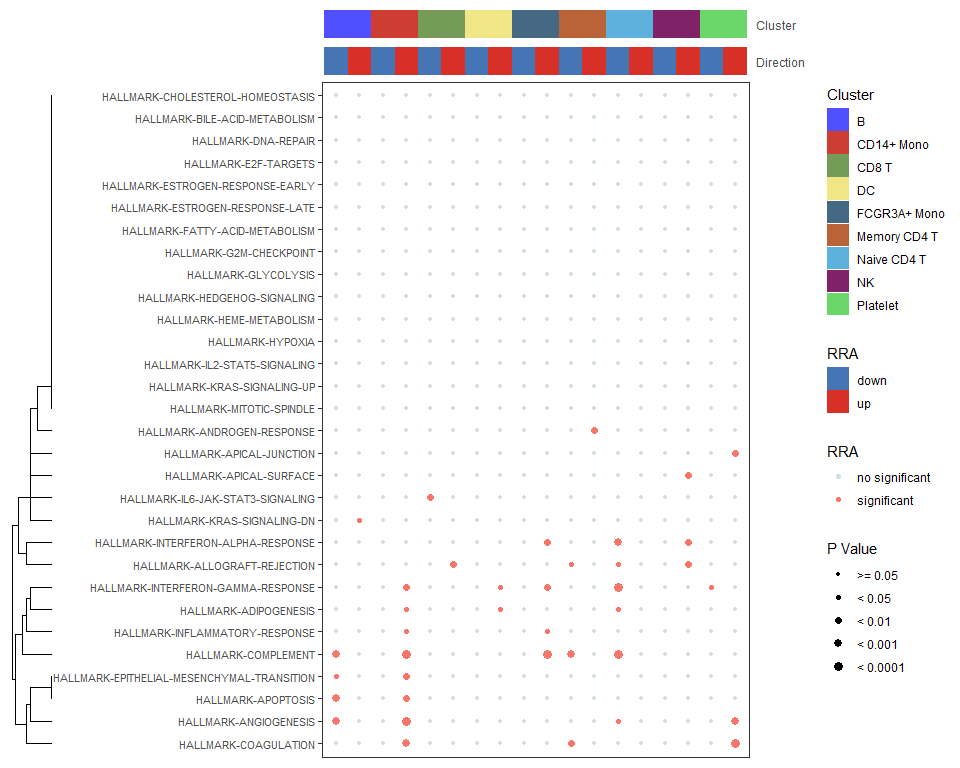 Cluster
Direction
HALLMARK-CHOLESTEROL-HOMEOSTASIS
HALLMARK-BILE-ACID-METABOLISM
HALLMARK-DNA-REPAIR
HALLMARK-E2F-TARGETS
HALLMARK-ESTROGEN-RESPONSE-EARLY
HALLMARK-ESTROGEN-RESPONSE-LATE
HALLMARK-FATTY-ACID-METABOLISM
HALLMARK-G2M-CHECKPOINT
HALLMARK-GLYCOLYSIS
HALLMARK-HEDGEHOG-SIGNALING
HALLMARK-HEME-METABOLISM
HALLMARK-HYPOXIA
HALLMARK-IL2-STAT5-SIGNALING
HALLMARK-KRAS-SIGNALING-UP
HALLMARK-MITOTIC-SPINDLE
HALLMARK-ANDROGEN-RESPONSE
HALLMARK-APICAL-JUNCTION
HALLMARK-APICAL-SURFACE
HALLMARK-IL6-JAK-STAT3-SIGNALING
HALLMARK-KRAS-SIGNALING-DN
HALLMARK-INTERFERON-ALPHA-RESPONSE
HALLMARK-ALLOGRAFT-REJECTION
HALLMARK-INTERFERON-GAMMA-RESPONSE
HALLMARK-ADIPOGENESIS
HALLMARK-INFLAMMATORY-RESPONSE
HALLMARK-COMPLEMENT
HALLMARK-EPITHELIAL-MESENCHYMAL-TRANSITION
HALLMARK-APOPTOSIS
HALLMARK-ANGIOGENESIS
HALLMARK-COAGULATION
Cluster
B
CD14+ Mono
CD8 T
DC
FCGR3A+ Mono
Memory CD4 T
Naive CD4 T
NK
Platelet
RRA
down
up
RRA
no significant
significant
P Value
>= 0.05
< 0.05
< 0.01
< 0.001
< 0.0001